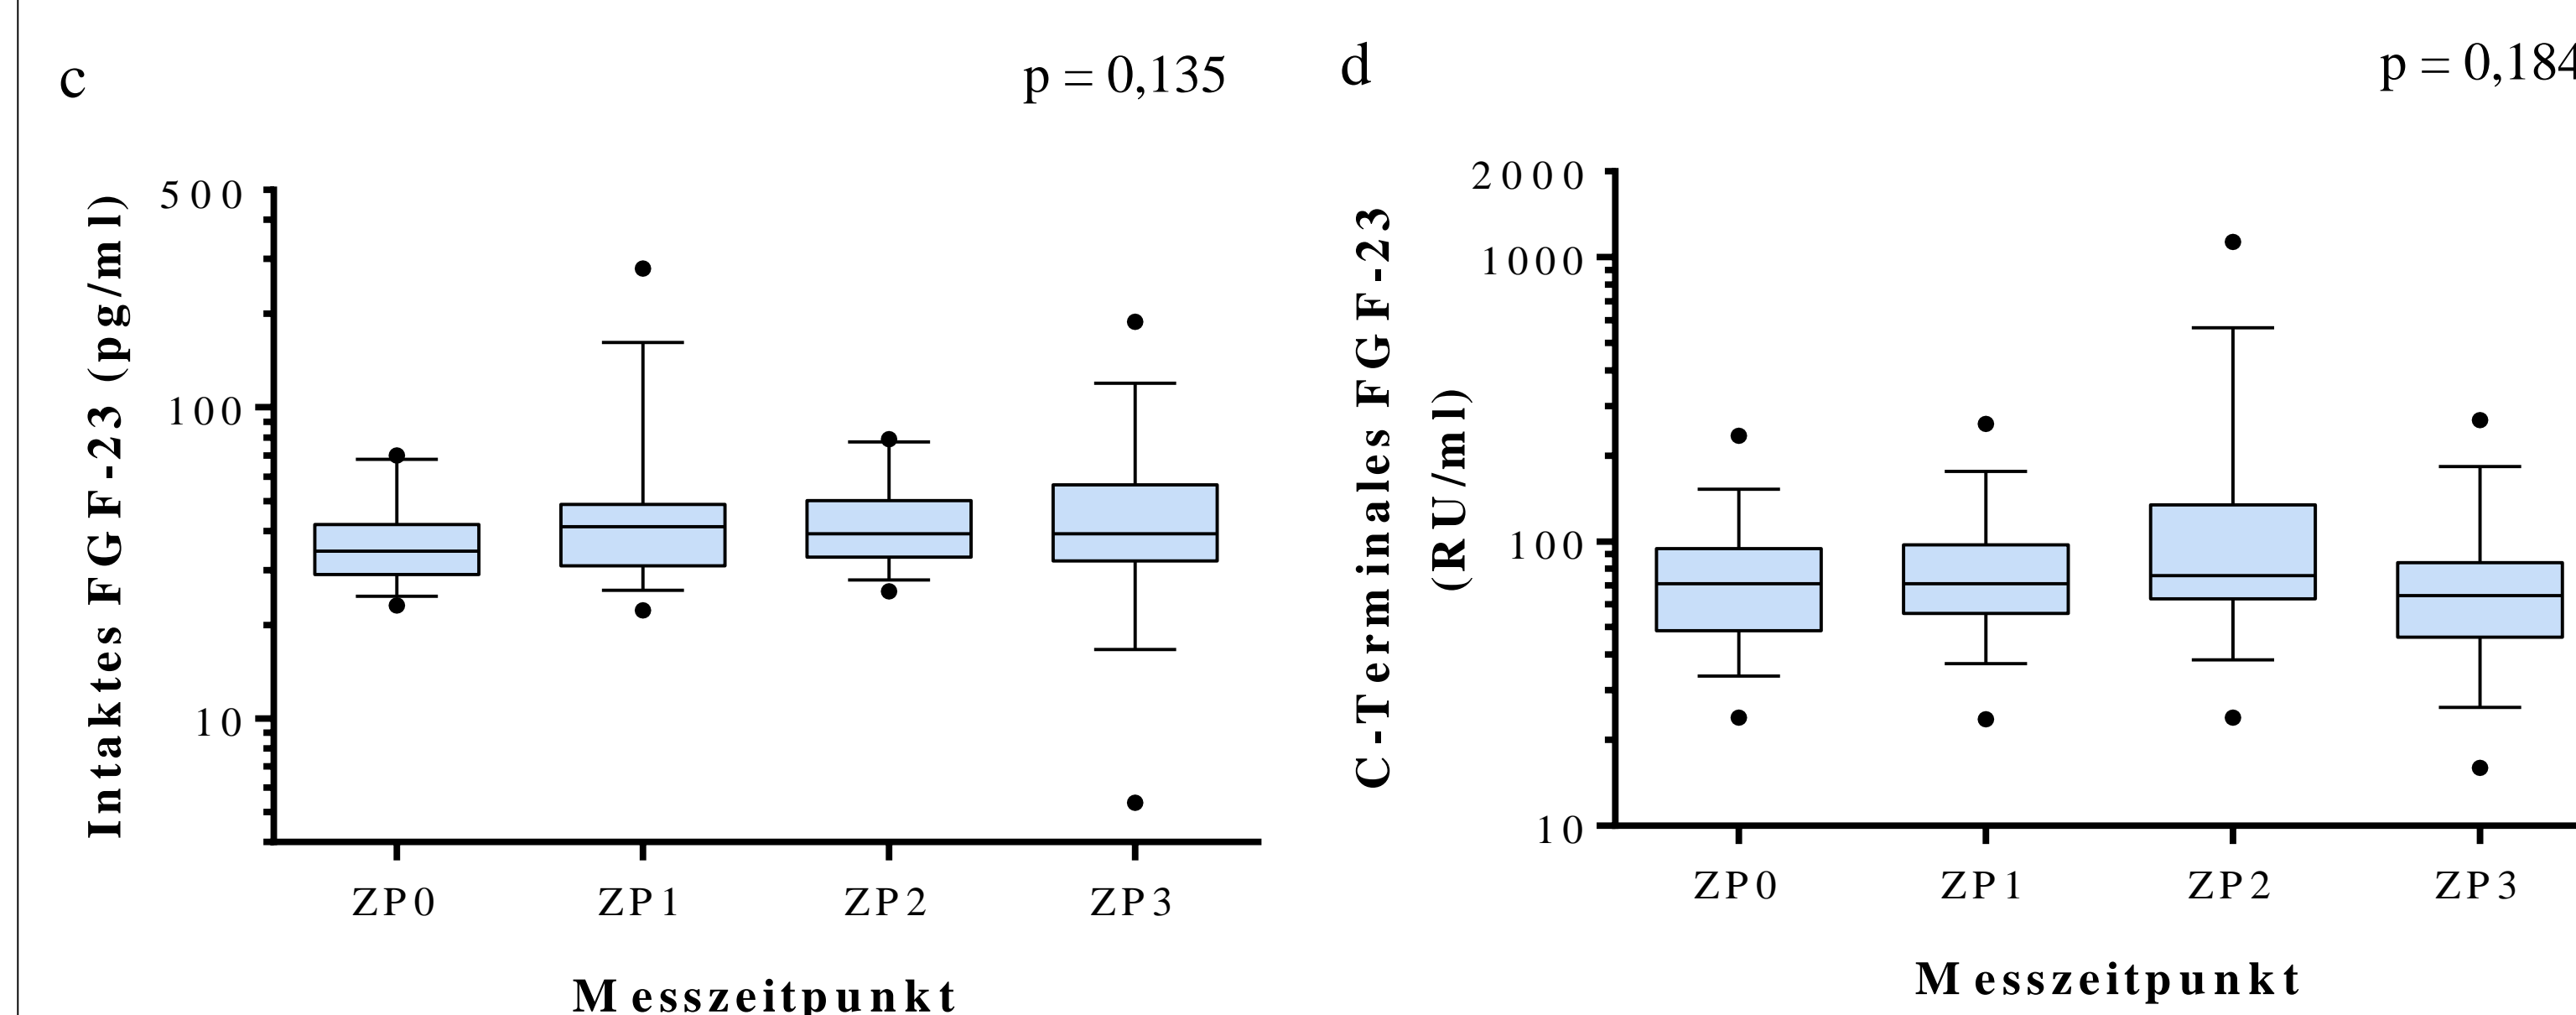 c
p = 0,135
Intaktes FGF-23 (pg/ml)
500
100
10
ZP0 ZP1 ZP2 ZP3
Messzeitpunkt
d
p = 0,184
C-Terminales FGF-23
(RU/ml)
2000
1000
100
10
ZP0 ZP1 ZP2 ZP3
Messzeitpunkt